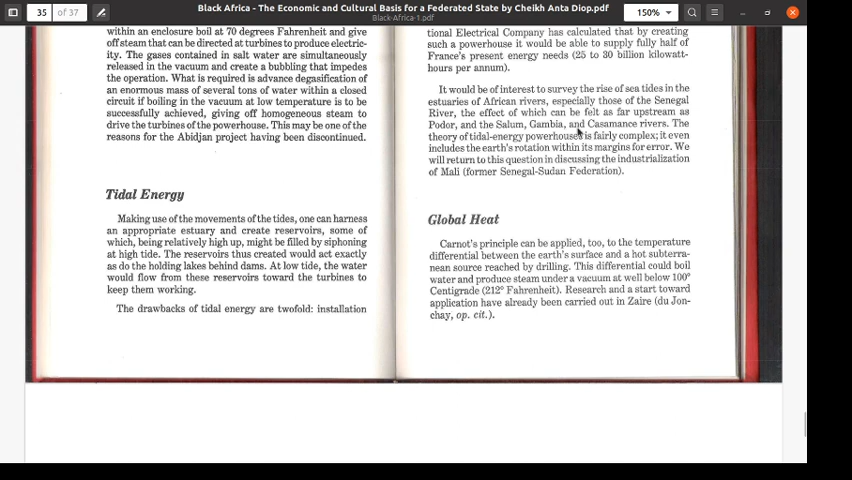 35 of 37
Black Africa - The Economic and Cultural Basis for a Federated State by Cheikh Anta Diop.pdf
Black-Africa-1.pdf
150%
within an enclosure boil at 70 degrees Fahrenheit and give
off steam that can be directed at turbines to produce electric-
ity. The gases contained in salt water are simultaneously
released in the vacuum and create a bubbling that impedes
the operation. What is required is advance degasification of
an enormous mass of several tons of water within a closed
circuit if boiling in the vacuum at low temperature is to be
successfully achieved, giving off homogeneous steam to
drive the turbines of the powerhouse. This may be one of the
reasons for the Abidjan project having been discontinued.
Tidal Energy
Making use of the movements of the tides, one can harness
an appropriate estuary and create reservoirs, some of
which, being relatively high up, might be filled by siphoning
at high tide. The reservoirs thus created would act exactly
as do the holding lakes behind dams. At low tide, the water
would flow from these reservoirs toward the turbines to
keep them working.
The drawbacks of tidal energy are twofold: installation
tional Electrical Company has calculated that by creating
such a powerhouse it would be able to supply fully half of
France's present energy needs (25 to 30 billion kilowatt-
hours per annum).
It would be of interest to survey the rise of sea tides in the
estuaries of African rivers, especially those of the Senegal
River, the effect of which can be felt as far upstream as
Podor, and the Salum, Gambia, and Casamance rivers. The
theory of tidal-energy powerhouses is fairly complex; it even
includes the earth's rotation within its margins for error. We
will return to this question in discussing the industrialization
of Mali (former Senegal-Sudan Federation).
Global Heat
Carnot's principle can be applied, too, to the temperature
differential between the earth's surface and a hot subterra-
nean source reached by drilling. This differential could boil
water and produce steam under a vacuum at well below 100°
Centigrade (212° Fahrenheit). Research and a start toward
application have already been carried out in Zaire (du Jon-
chay, op. cit.).